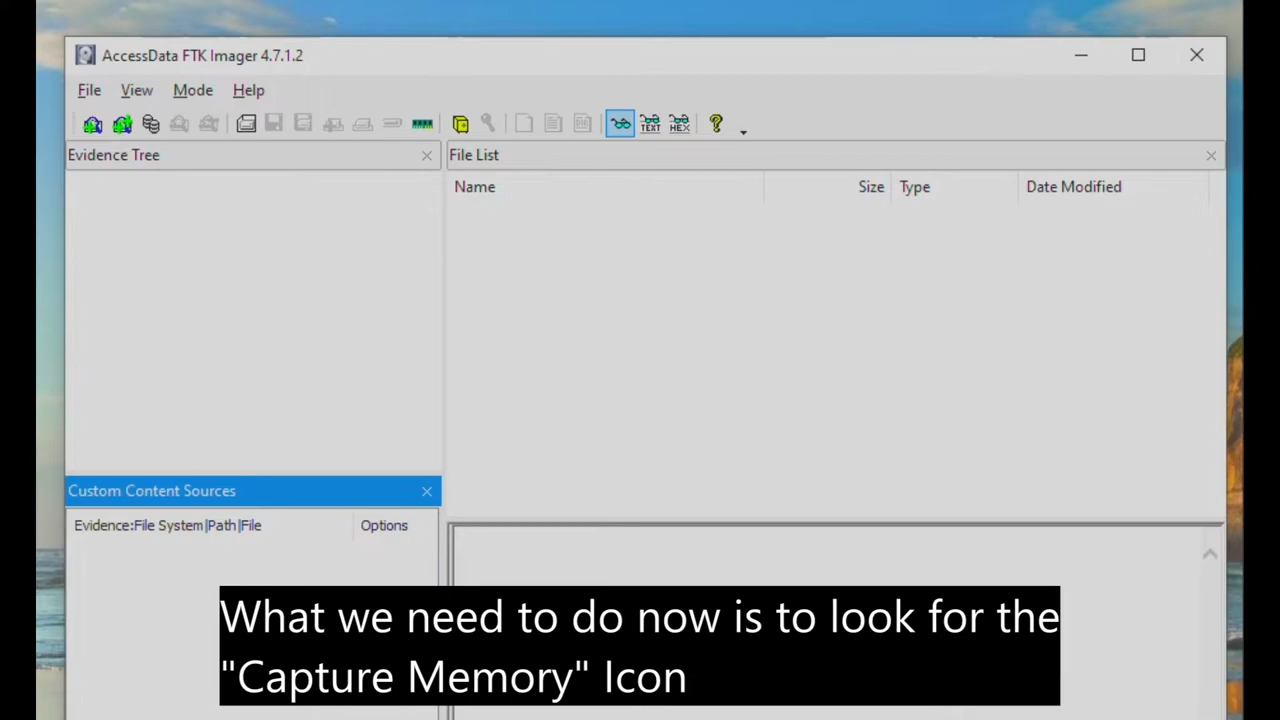 AccessData FTK Imager 4.7.1.2
File View Mode Help
TEXT HEX
Evidence Tree
File List
Name Size Type Date Modified
Custom Content Sources
Evidence:File System|Path|File Options
What we need to do now is to look for the
"Capture Memory" Icon